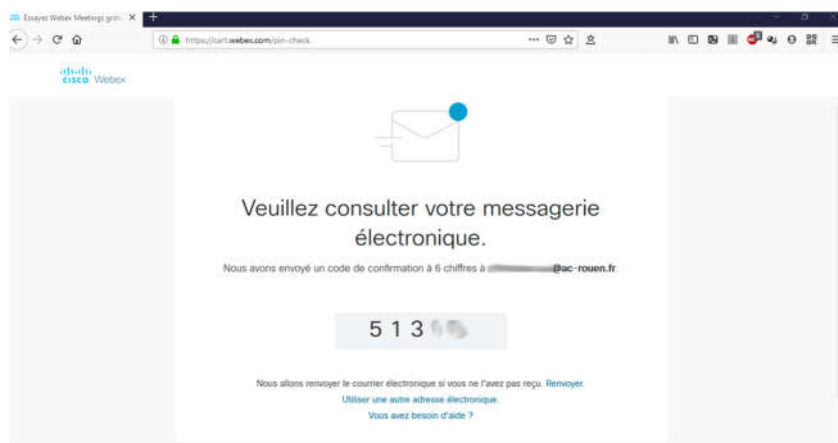 Essayer Webex Meetings grat
https://cart.webex.com/pin-check
cisco Webex
Veuillez consulter votre messagerie
électronique.
Nous avons envoyé un code de confirmation à 6 chiffres à @ac-rouen.fr.
5 1 3
Nous allons renvoyer le courrier électronique si vous ne l'avez pas reçu. Renvoyer.
Utiliser une autre adresse électronique.
Vous avez besoin d'aide ?